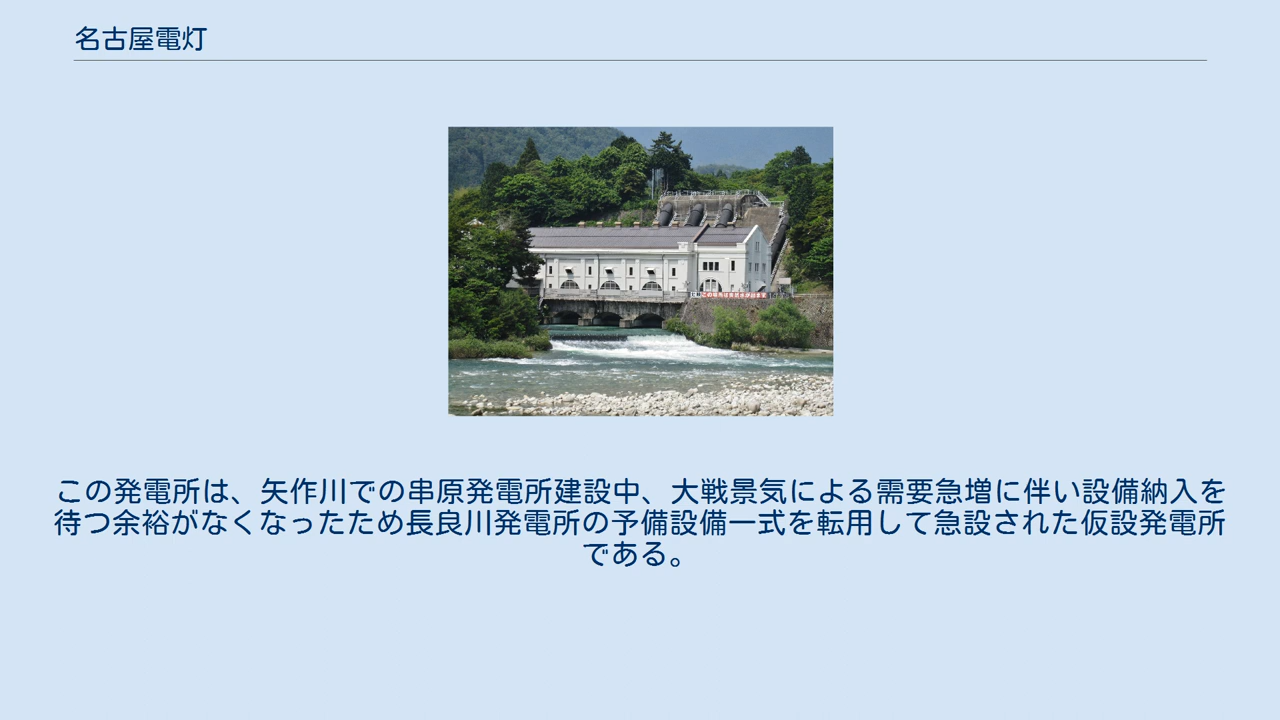 名古屋電灯
この発電所は、矢作川での串原発電所建設中、大戦景気による需要急増に伴い設備納入を
待つ余裕がなくなったため長良川発電所の予備設備一式を転用して急設された仮設発電所
である。